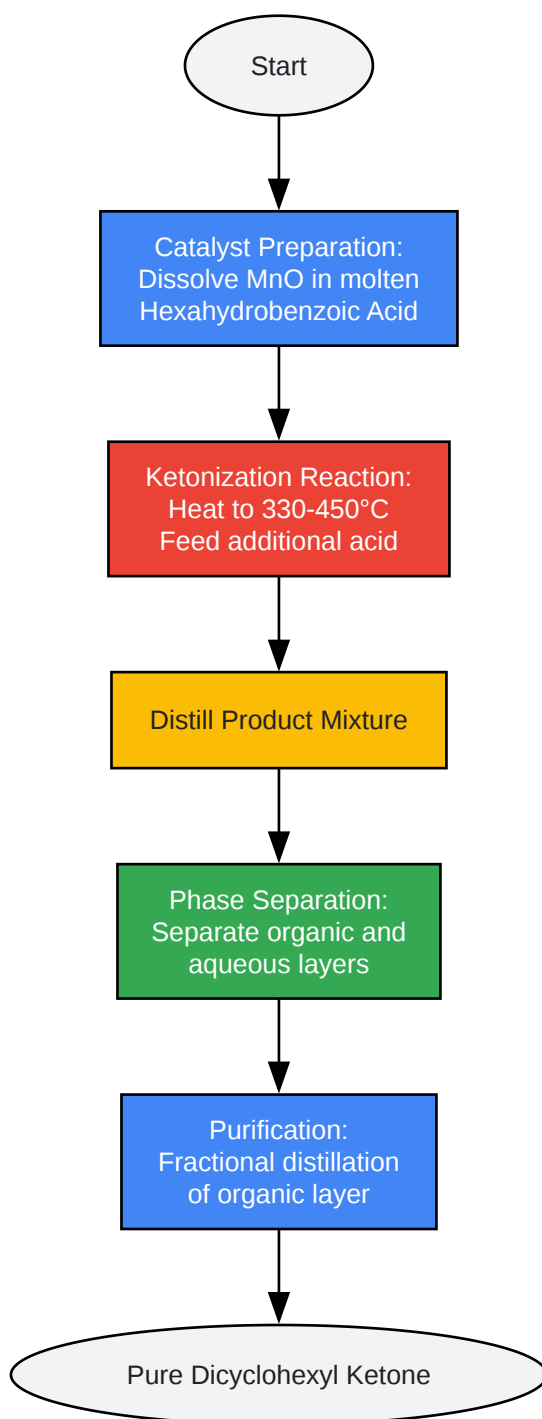 Start
Catalyst Preparation:
Dissolve MnO in molten
Hexahydrobenzoic Acid
Ketonization Reaction:
Heat to 330-450°C
Feed additional acid
Distill Product Mixture
Phase Separation:
Separate organic and
aqueous layers
Purification:
Fractional distillation
of organic layer
Pure Dicyclohexyl Ketone